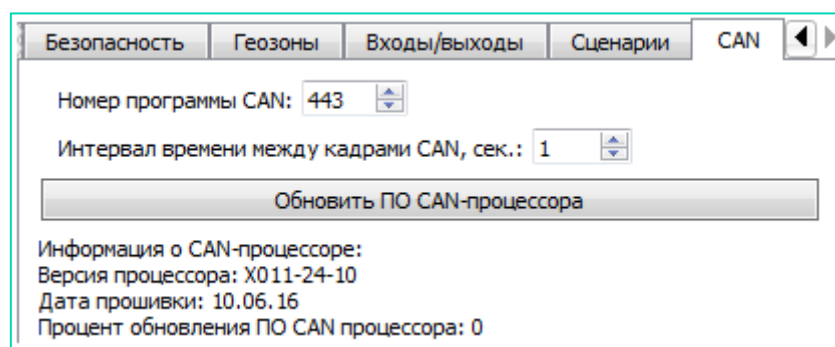 Безопасность Геозоны Входы/выходы Сценарии CAN
Номер программы CAN: 443
Интервал времени между кадрами CAN, сек.: 1
Обновить ПО CAN-процессора
Информация о CAN-процессоре:
Версия процессора: X011-24-10
Дата прошивки: 10.06.16
Процент обновления ПО CAN процессора: 0